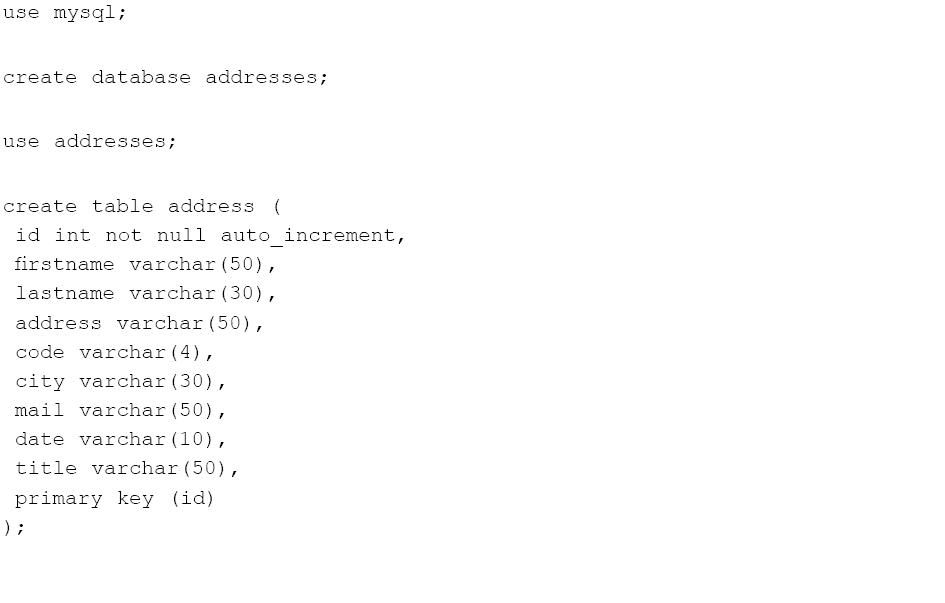 use mysql;
create database addresses;
use addresses;
create table address (
id int not null auto_increment,
firstname varchar(50),
lastname varchar(30),
address varchar(50),
code varchar(4),
city varchar(30),
mail varchar(50),
date varchar(10),
title varchar(50),
primary key (id)
);